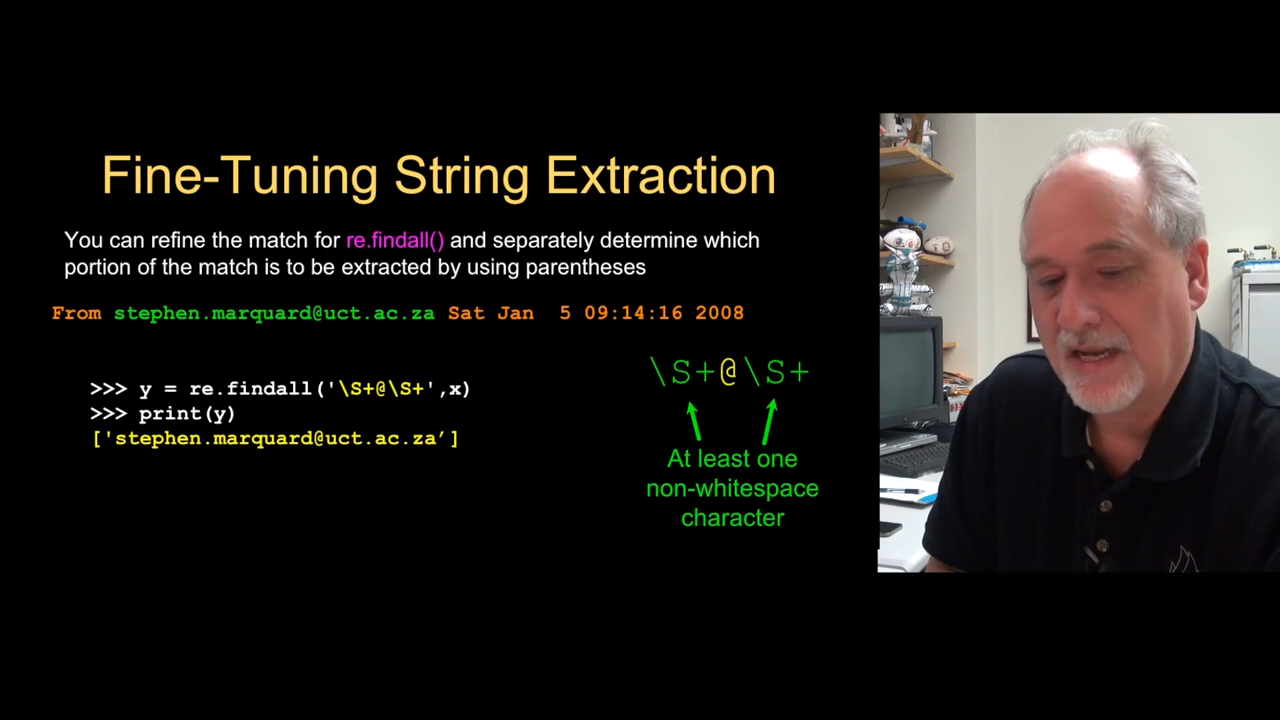 Fine-Tuning String Extraction
You can refine the match for re.findall() and separately determine which
portion of the match is to be extracted by using parentheses
From stephen.marquard@uct.ac.za Sat Jan  5 09:14:16 2008
>>> y = re.findall('\S+@\S+',x)
>>> print(y)
['stephen.marquard@uct.ac.za’]
\S+@\S+
At least one
non-whitespace
character